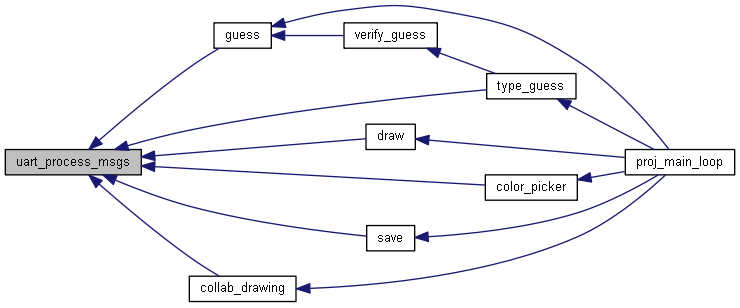 guess
verify_guess
type_guess
draw
uart_process_msgs
proj_main_loop
color_picker
save
collab_drawing